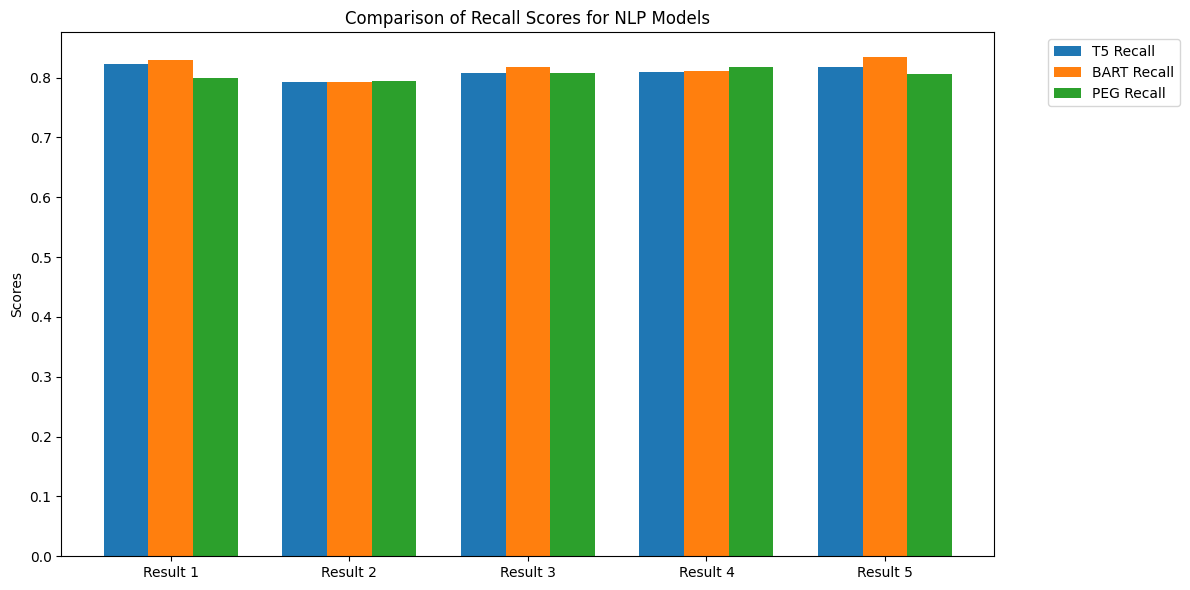 Comparison of Recall Scores for NLP Models
T5 Recall
BART Recall
PEG Recall
Scores
0.8
0.7
0.6
0.5
0.4
0.3
0.2
0.1
0.0
Result 1
Result 2
Result 3
Result 4
Result 5